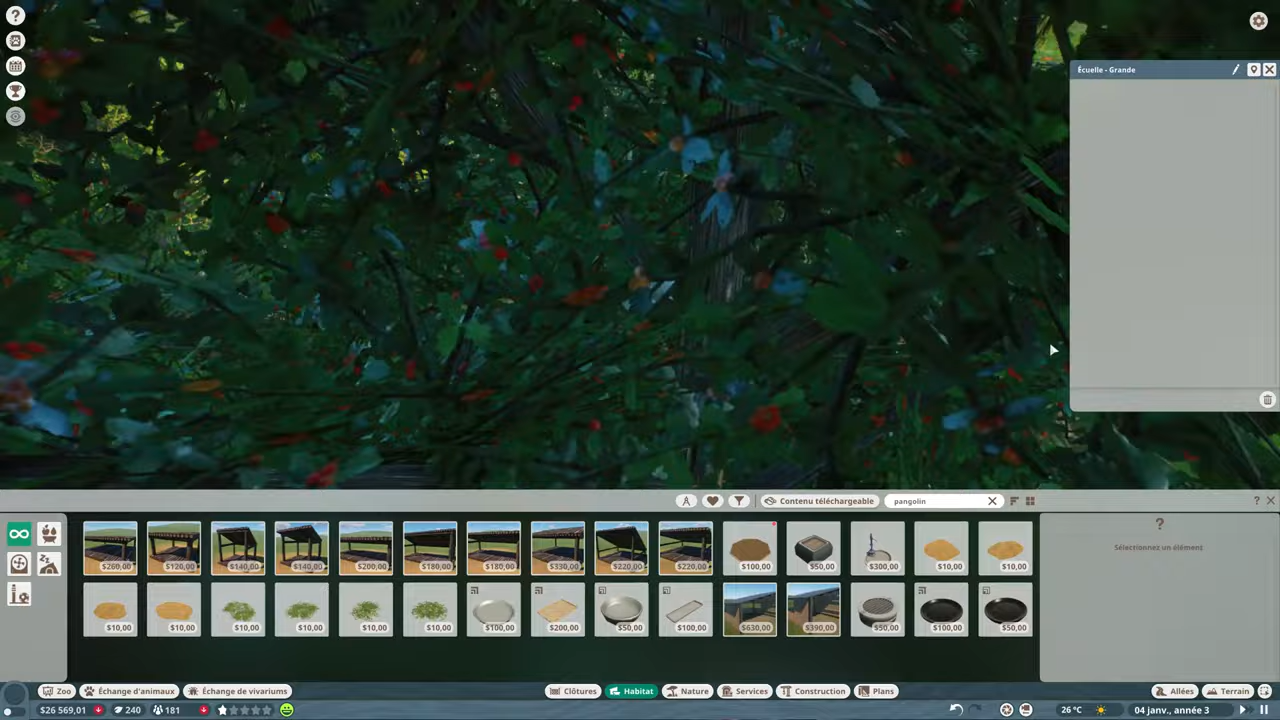 Écuelle - Grande
Contenu téléchargeable
pangolin
Sélectionnez un élément
$260,00 $120,00 $140,00 $140,00 $200,00 $180,00 $180,00 $330,00 $220,00 $220,00 $100,00 $50,00 $300,00 $10,00 $10,00
$10,00 $10,00 $10,00 $10,00 $10,00 $10,00 $100,00 $200,00 $50,00 $100,00 $630,00 $390,00 $50,00 $100,00 $50,00
Zoo Échange d'animaux Échange de vivariums Clôtures Habitat Nature Services Construction Plans Allées Terrain
$26 569,01 240 181 26 °C 04 janv., année 3